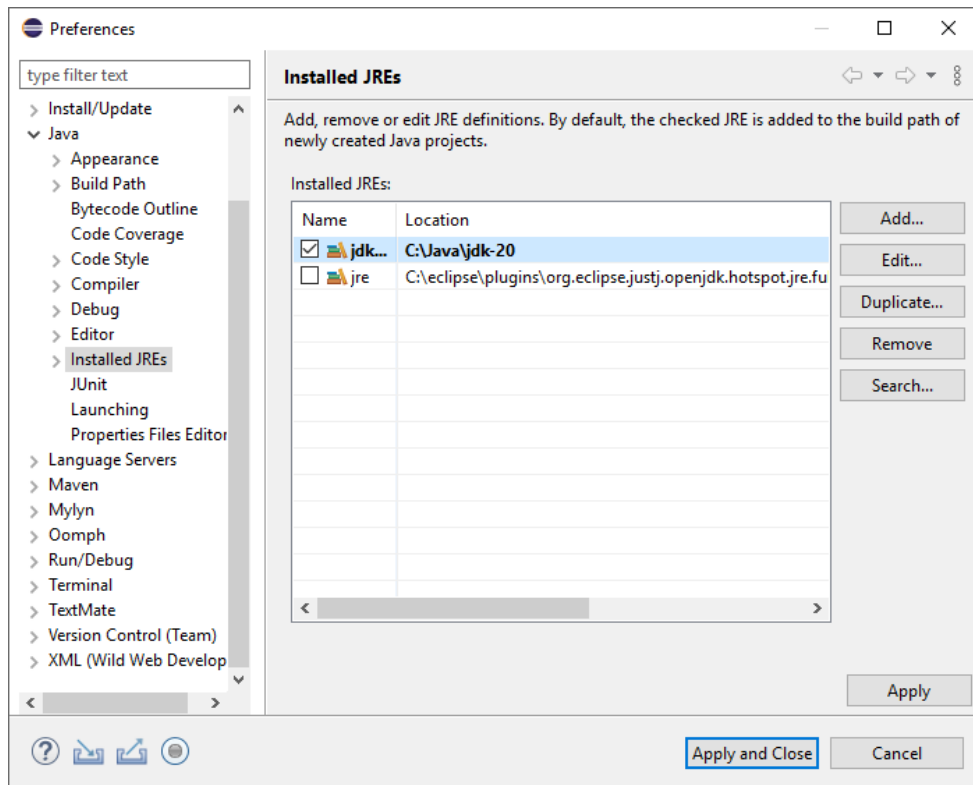 Preferences
type filter text
Install/Update
Java
Appearance
Build Path
Bytecode Outline
Code Coverage
Code Style
Compiler
Debug
Editor
Installed JREs
JUnit
Launching
Properties Files Editor
Language Servers
Maven
Mylyn
Oomph
Run/Debug
Terminal
TextMate
Version Control (Team)
XML (Wild Web Develop
Installed JREs
Add, remove or edit JRE definitions. By default, the checked JRE is added to the build path of
newly created Java projects.
Installed JREs:
Name Location
jdk... C:\Java\jdk-20
jre C:\eclipse\plugins\org.eclipse.justj.openjdk.hotspot.jre.fu
Add...
Edit...
Duplicate...
Remove
Search...
Apply
Apply and Close Cancel